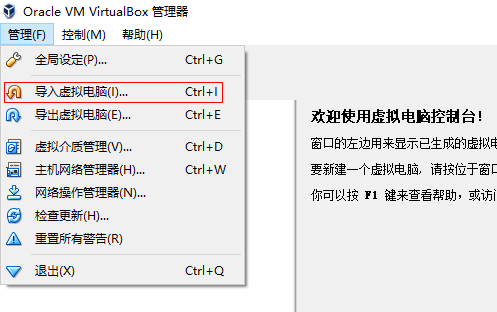 Oracle VM VirtualBox 管理器
管理(F) 控制(M) 帮助(H)
全局设定(P)... Ctrl+G
导入虚拟电脑(I)... Ctrl+I
导出虚拟电脑(E)... Ctrl+E
虚拟介质管理(V)... Ctrl+D
主机网络管理器(H)... Ctrl+W
网络操作管理器(N)...
检查更新(H)...
重置所有警告(R)
退出(X) Ctrl+Q
欢迎使用虚拟电脑控制台!
窗口的左边用来显示已生成的虚拟电
要新建一个虚拟电脑, 请按位于窗口
你可以按 F1 键来查看帮助，或访